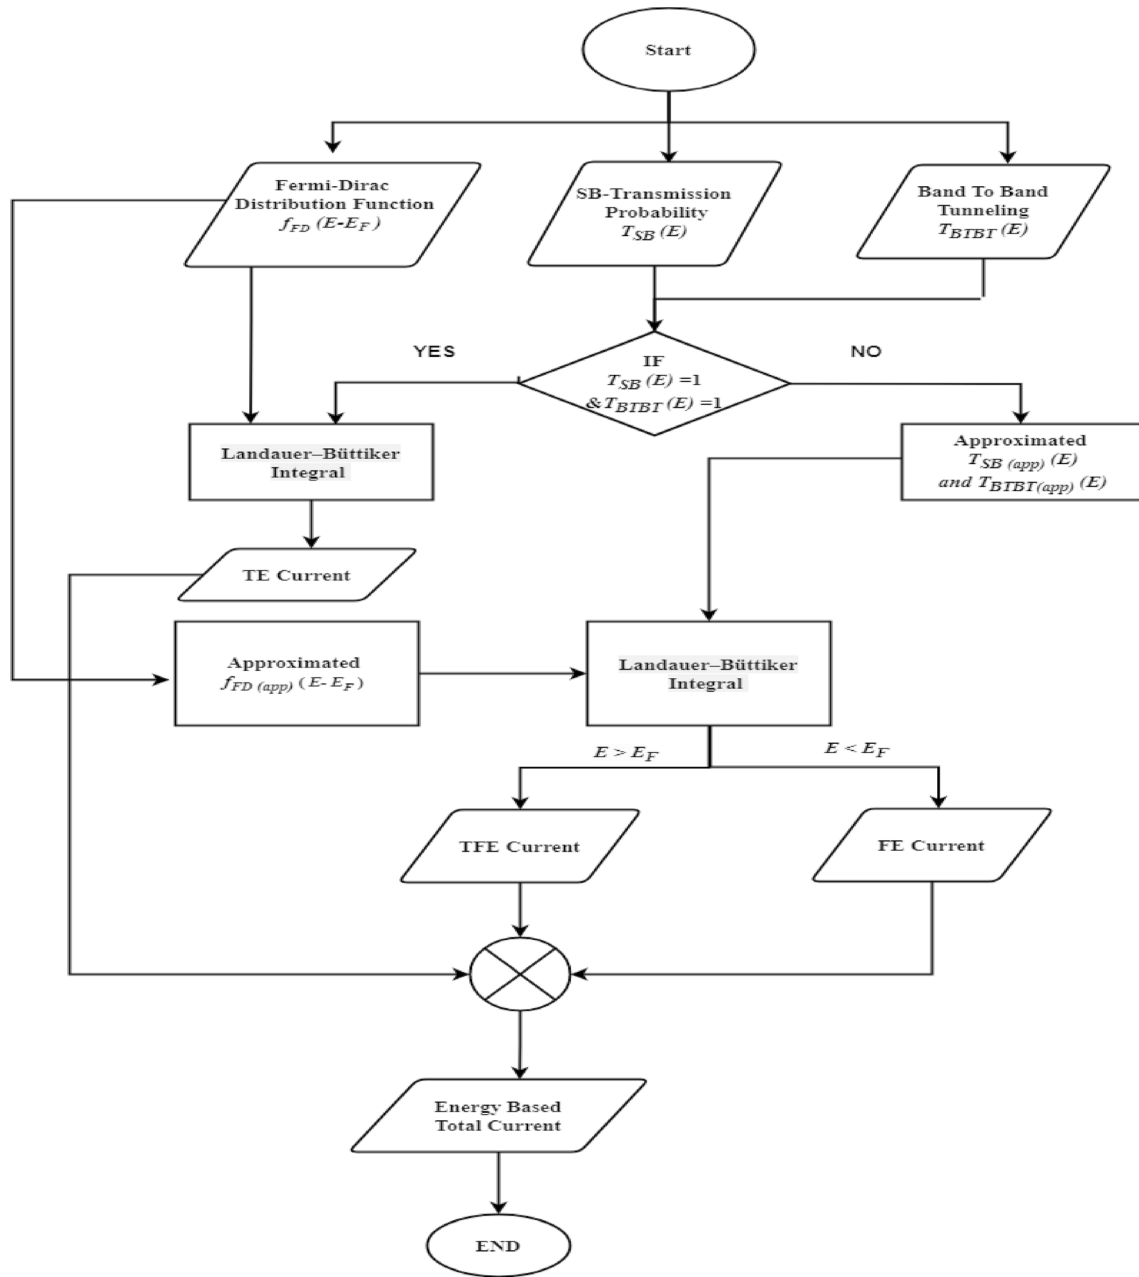 Start
Fermi-Dirac
Distribution Function
f_FD (E-E_F)
SB-Transmission
Probability
T_SB (E)
Band To Band
Tunneling
T_BTBT (E)
YES
IF
T_SB (E) =1
&T_BTBT (E) =1
NO
Landauer–Büttiker
Integral
Approximated
T_SB (app) (E)
and T_BTBT(app) (E)
TE Current
Approximated
f_FD (app) (E- E_F)
Landauer–Büttiker
Integral
E > E_F
E < E_F
TFE Current
FE Current
Energy Based
Total Current
END